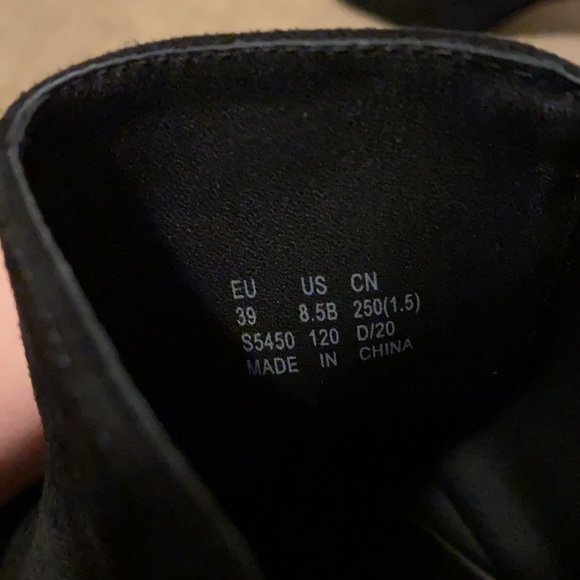 EU US CN
39 8.5B 250(1.5)
S5450 120 D/20
MADE IN CHINA